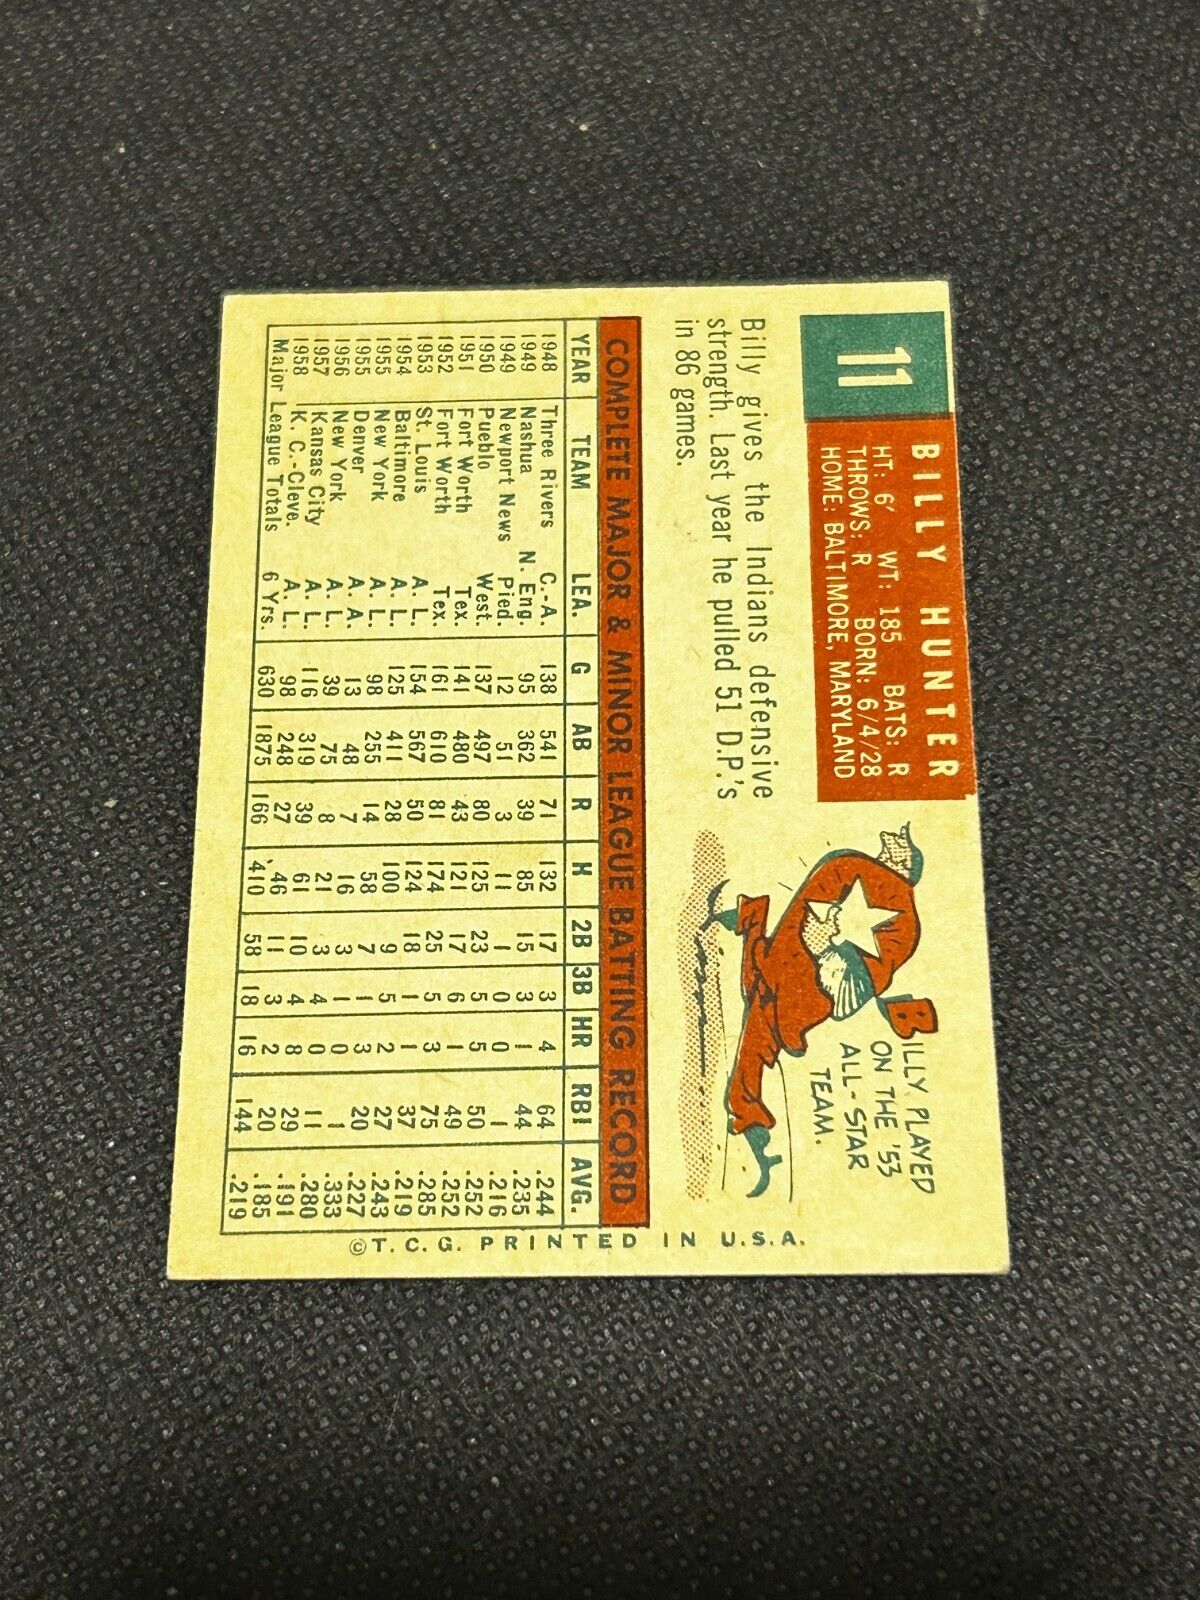 11
BILLY HUNTER
HT: 6' WT: 185 BATS: R
THROWS: R BORN: 6/4/28
HOME: BALTIMORE, MARYLAND
Billy gives the Indians defensive
strength. Last year he pulled 51 D.P.'s
in 86 games.
BILLY PLAYED
ON THE '53
ALL-STAR
TEAM.
COMPLETE MAJOR & MINOR LEAGUE BATTING RECORD
YEAR TEAM LEA. G AB R H 2B 3B HR RBI AVG.
1948 Three Rivers C.-A. 138 541 71 132 17 3 4 64 .244
1949 Nashua N. Eng. 95 362 39 85 15 3 1 44 .235
1949 Newport News Pied. 12 51 3 11 1 0 0 1 .216
1950 Pueblo West. 137 497 80 125 23 5 5 50 .252
1951 Fort Worth Tex. 141 480 43 121 17 6 1 49 .252
1952 Fort Worth Tex. 161 610 81 174 25 5 3 75 .285
1953 St. Louis A. L. 154 567 50 124 18 1 1 37 .219
1954 Baltimore A. L. 125 411 28 100 9 5 2 27 .243
1955 New York A. L. 98 255 14 58 7 1 3 20 .227
1955 Denver A. A. 13 48 7 16 3 1 0 1 .333
1956 New York A. L. 39 75 8 21 3 4 0 11 .280
1957 Kansas City A. L. 116 319 39 61 10 4 8 29 .191
1958 K. C.-Cleve. A. L. 98 248 27 46 11 3 2 20 .185
Major League Totals 6 Yrs. 630 1875 166 410 58 18 16 144 .219
© T. C. G. PRINTED IN U. S. A.